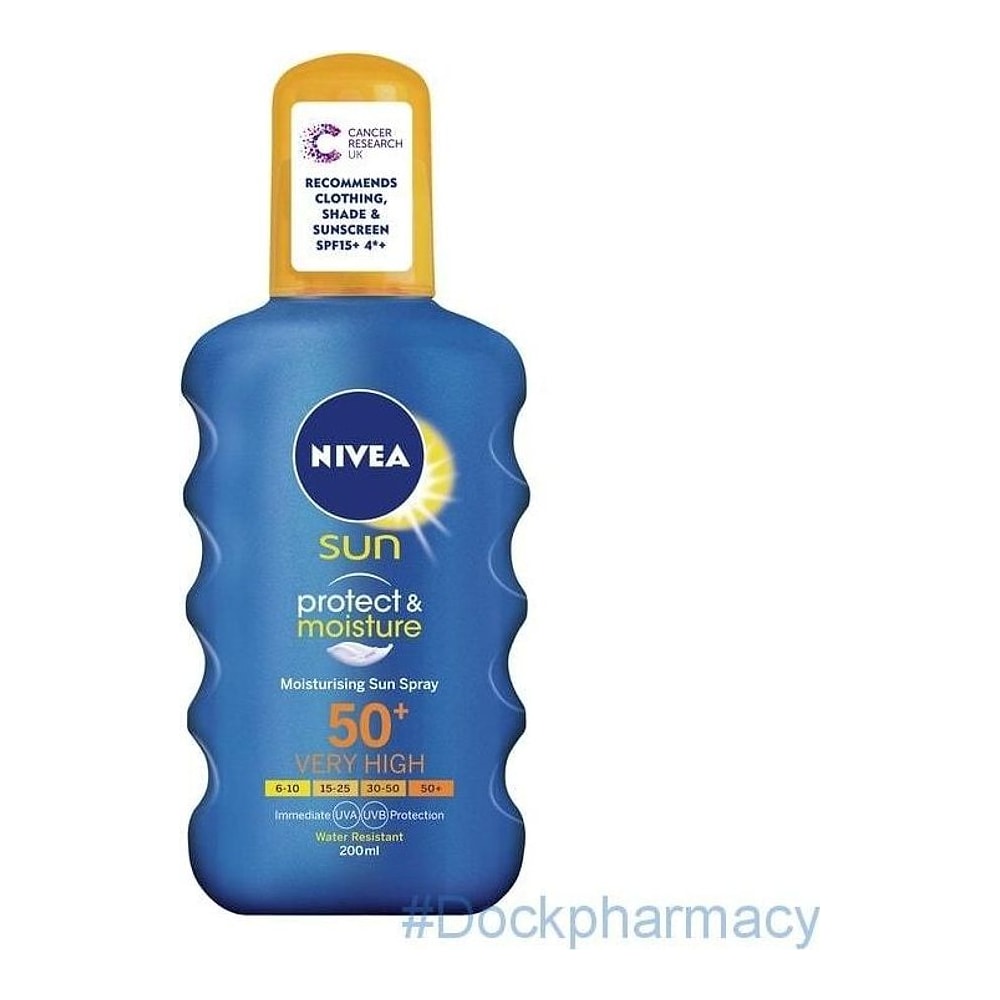 CANCER
RESEARCH
UK
RECOMMENDS
CLOTHING,
SHADE &
SUNSCREEN
SPF15+ 4*+
NIVEA
sun
protect &
moisture
Moisturising Sun Spray
50+
VERY HIGH
6-10 15-25 30-50 50+
Immediate UVA UVB Protection
Water Resistant
200ml
#Dockpharmacy